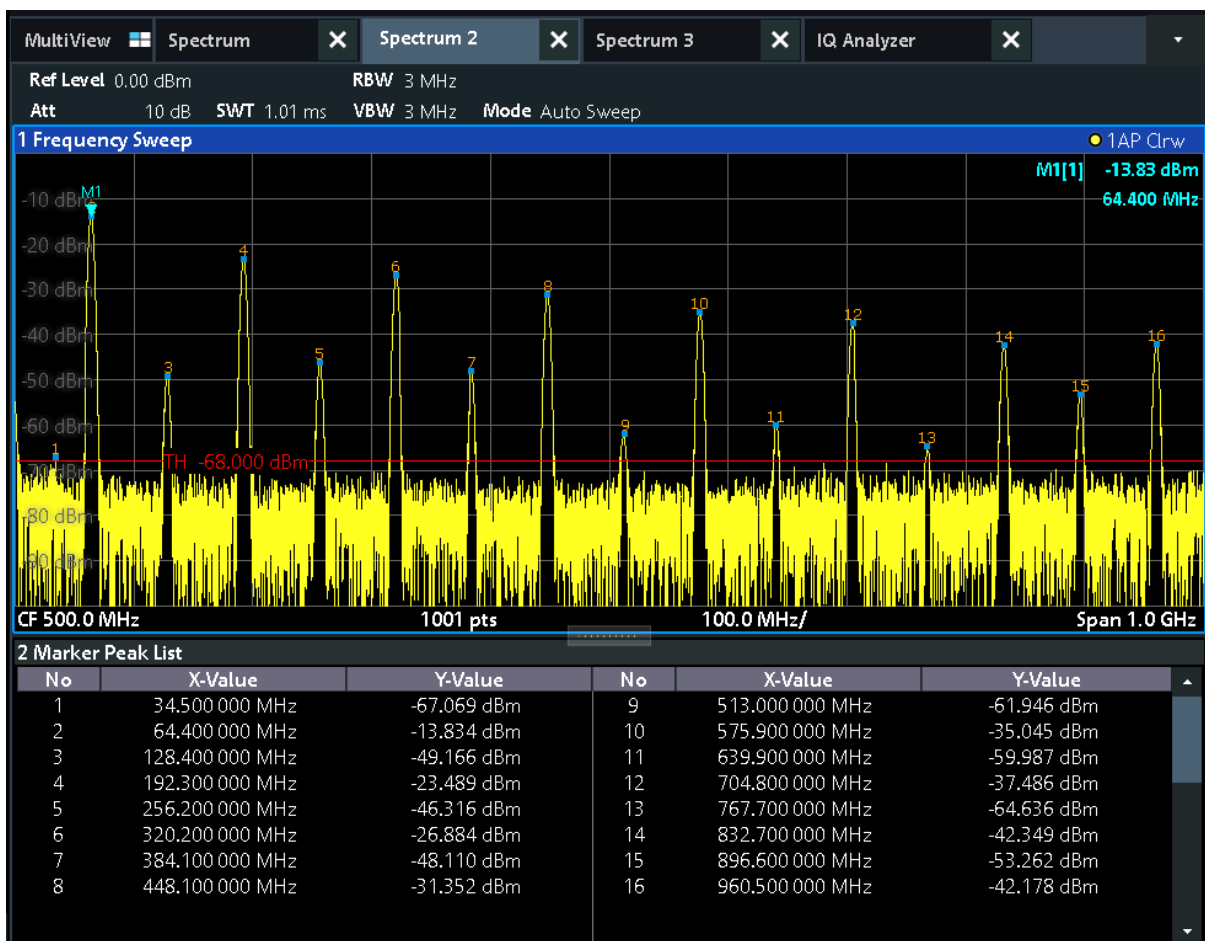 MultiView Spectrum Spectrum 2 Spectrum 3 IQ Analyzer
Ref Level 0.00 dBm RBW 3 MHz
Att 10 dB SWT 1.01 ms VBW 3 MHz Mode Auto Sweep
1 Frequency Sweep 1AP Clrw
M1[1] -13.83 dBm
64.400 MHz
M1
-10 dBm
-20 dBm
-30 dBm
-40 dBm
-50 dBm
-60 dBm
-70 dBm
-80 dBm
-90 dBm
TH -68.000 dBm
1
3
4
5
6
7
8
9
10
11
12
13
14
15
16
CF 500.0 MHz 1001 pts 100.0 MHz/ Span 1.0 GHz
2 Marker Peak List
No X-Value Y-Value No X-Value Y-Value
1 34.500 000 MHz -67.069 dBm 9 513.000 000 MHz -61.946 dBm
2 64.400 000 MHz -13.834 dBm 10 575.900 000 MHz -35.045 dBm
3 128.400 000 MHz -49.166 dBm 11 639.900 000 MHz -59.987 dBm
4 192.300 000 MHz -23.489 dBm 12 704.800 000 MHz -37.486 dBm
5 256.200 000 MHz -46.316 dBm 13 767.700 000 MHz -64.636 dBm
6 320.200 000 MHz -26.884 dBm 14 832.700 000 MHz -42.349 dBm
7 384.100 000 MHz -48.110 dBm 15 896.600 000 MHz -53.262 dBm
8 448.100 000 MHz -31.352 dBm 16 960.500 000 MHz -42.178 dBm